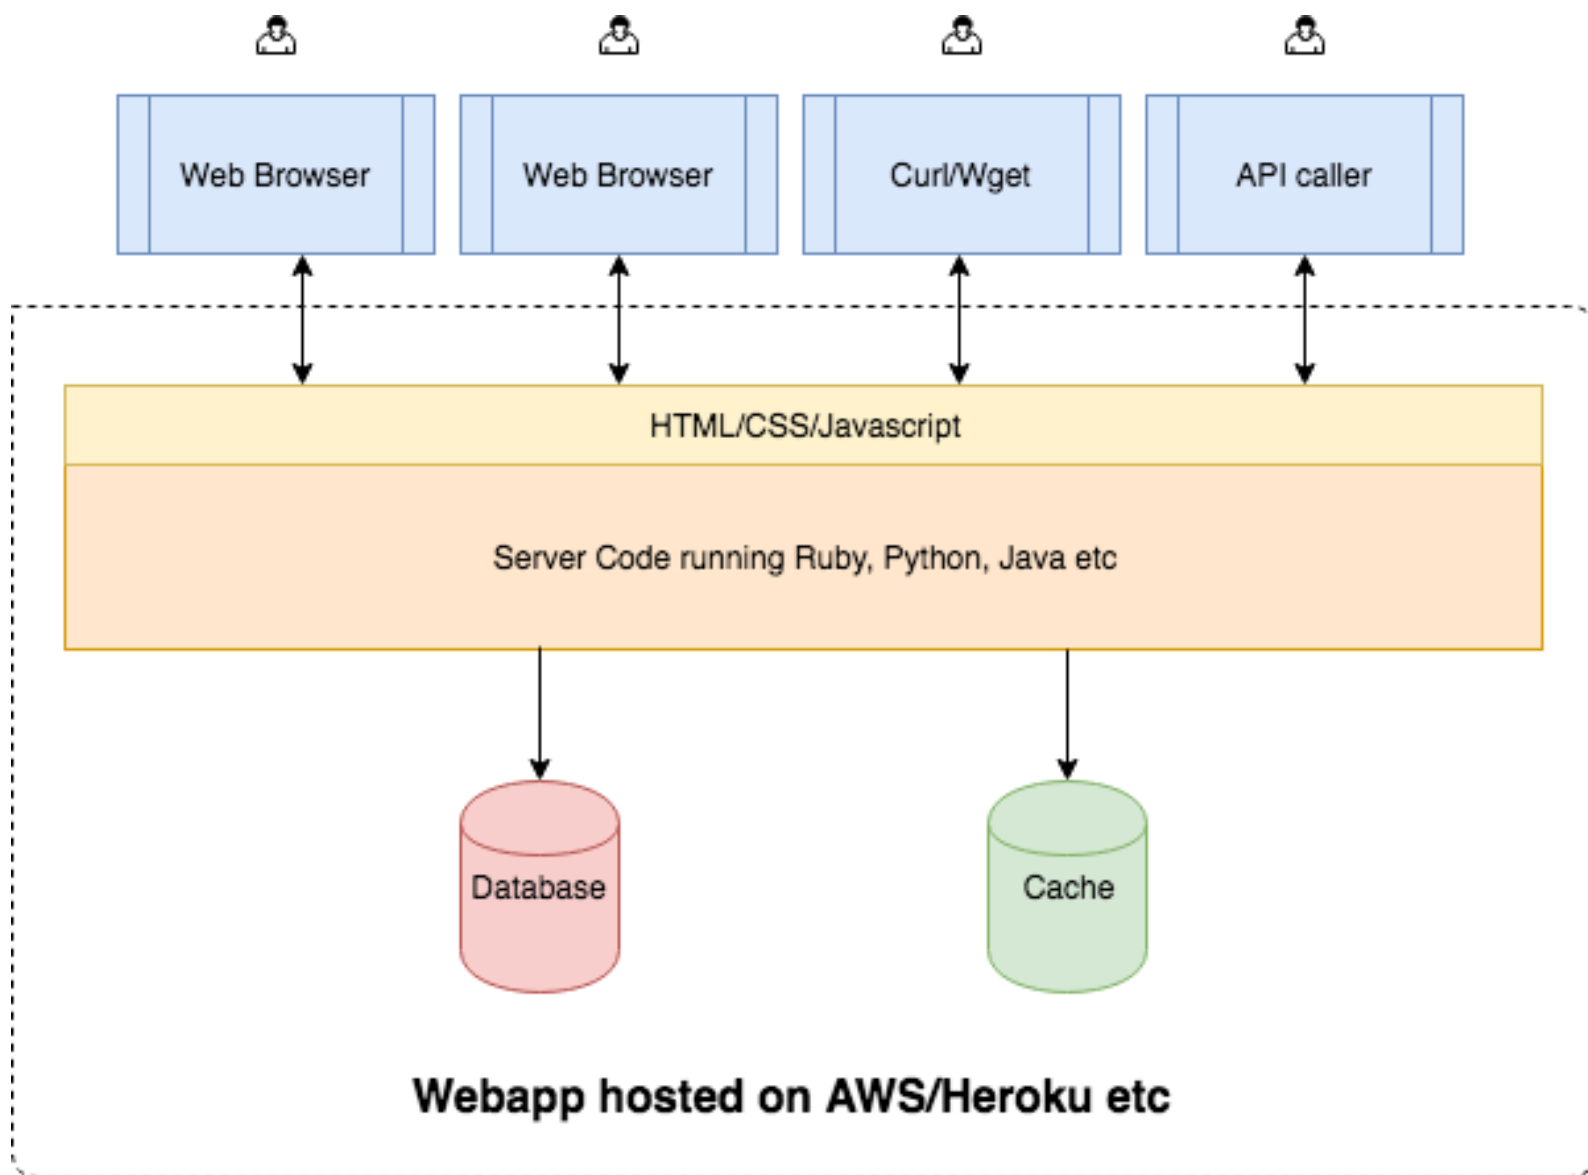 Web Browser
Web Browser
Curl/Wget
API caller
HTML/CSS/Javascript
Server Code running Ruby, Python, Java etc
Database
Cache
Webapp hosted on AWS/Heroku etc